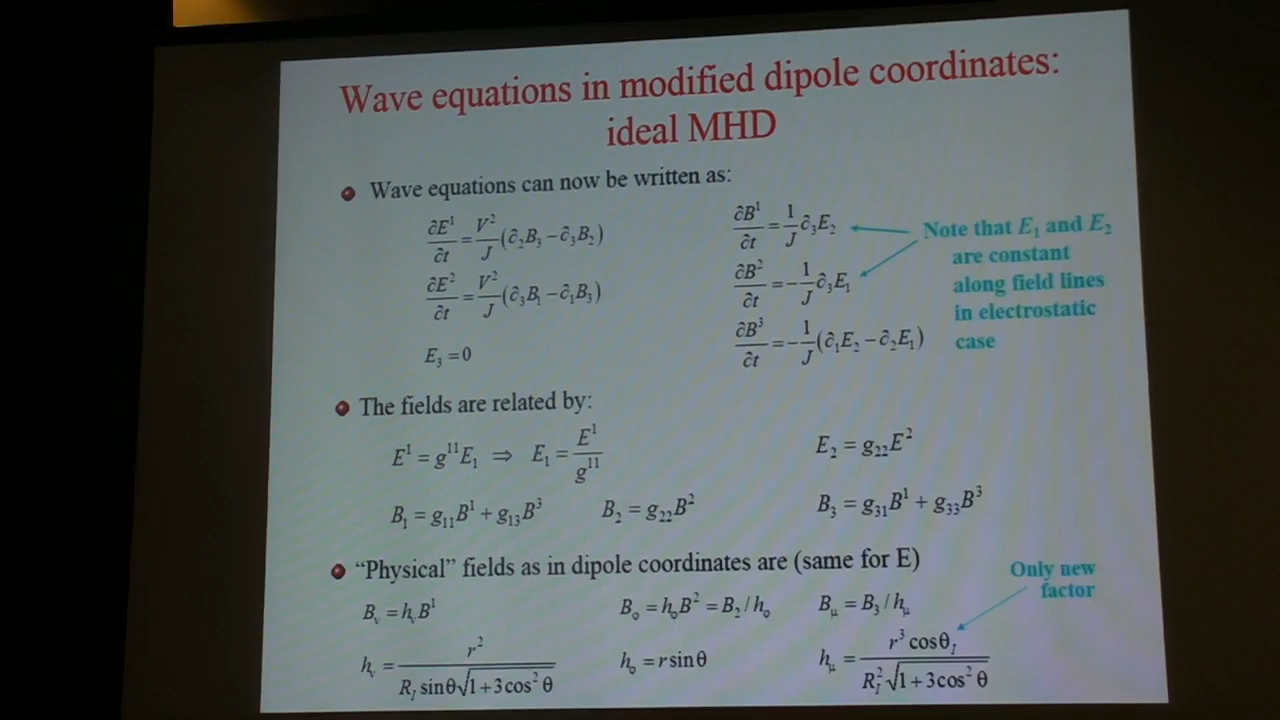 Wave equations in modified dipole coordinates:
ideal MHD
Wave equations can now be written as:
∂E¹/∂t = V²/J (∂₂B₃ − ∂₃B₂)
∂B¹/∂t = 1/J ∂₃E₂
∂E²/∂t = V²/J (∂₃B₁ − ∂₁B₃)
∂B²/∂t = −1/J ∂₃E₁
E₃ = 0
∂B³/∂t = −1/J (∂₁E₂ − ∂₂E₁)
Note that E₁ and E₂
are constant
along field lines
in electrostatic
case
The fields are related by:
E¹ = g¹¹E₁ ⇒ E₁ = E¹/g¹¹
E₂ = g₂₂E²
B₁ = g₁₁B¹ + g₁₃B³
B₂ = g₂₂B²
B₃ = g₃₁B¹ + g₃₃B³
“Physical” fields as in dipole coordinates are (same for E)
Only new
factor
B_ν = h_νB¹
B_φ = h_φB² = B₂/h_φ
B_μ = B₃/h_μ
h_ν = r²/(R_I sinθ√(1+3cos²θ))
h_φ = r sinθ
h_μ = r³cosθ_I/(R_I²√(1+3cos²θ))